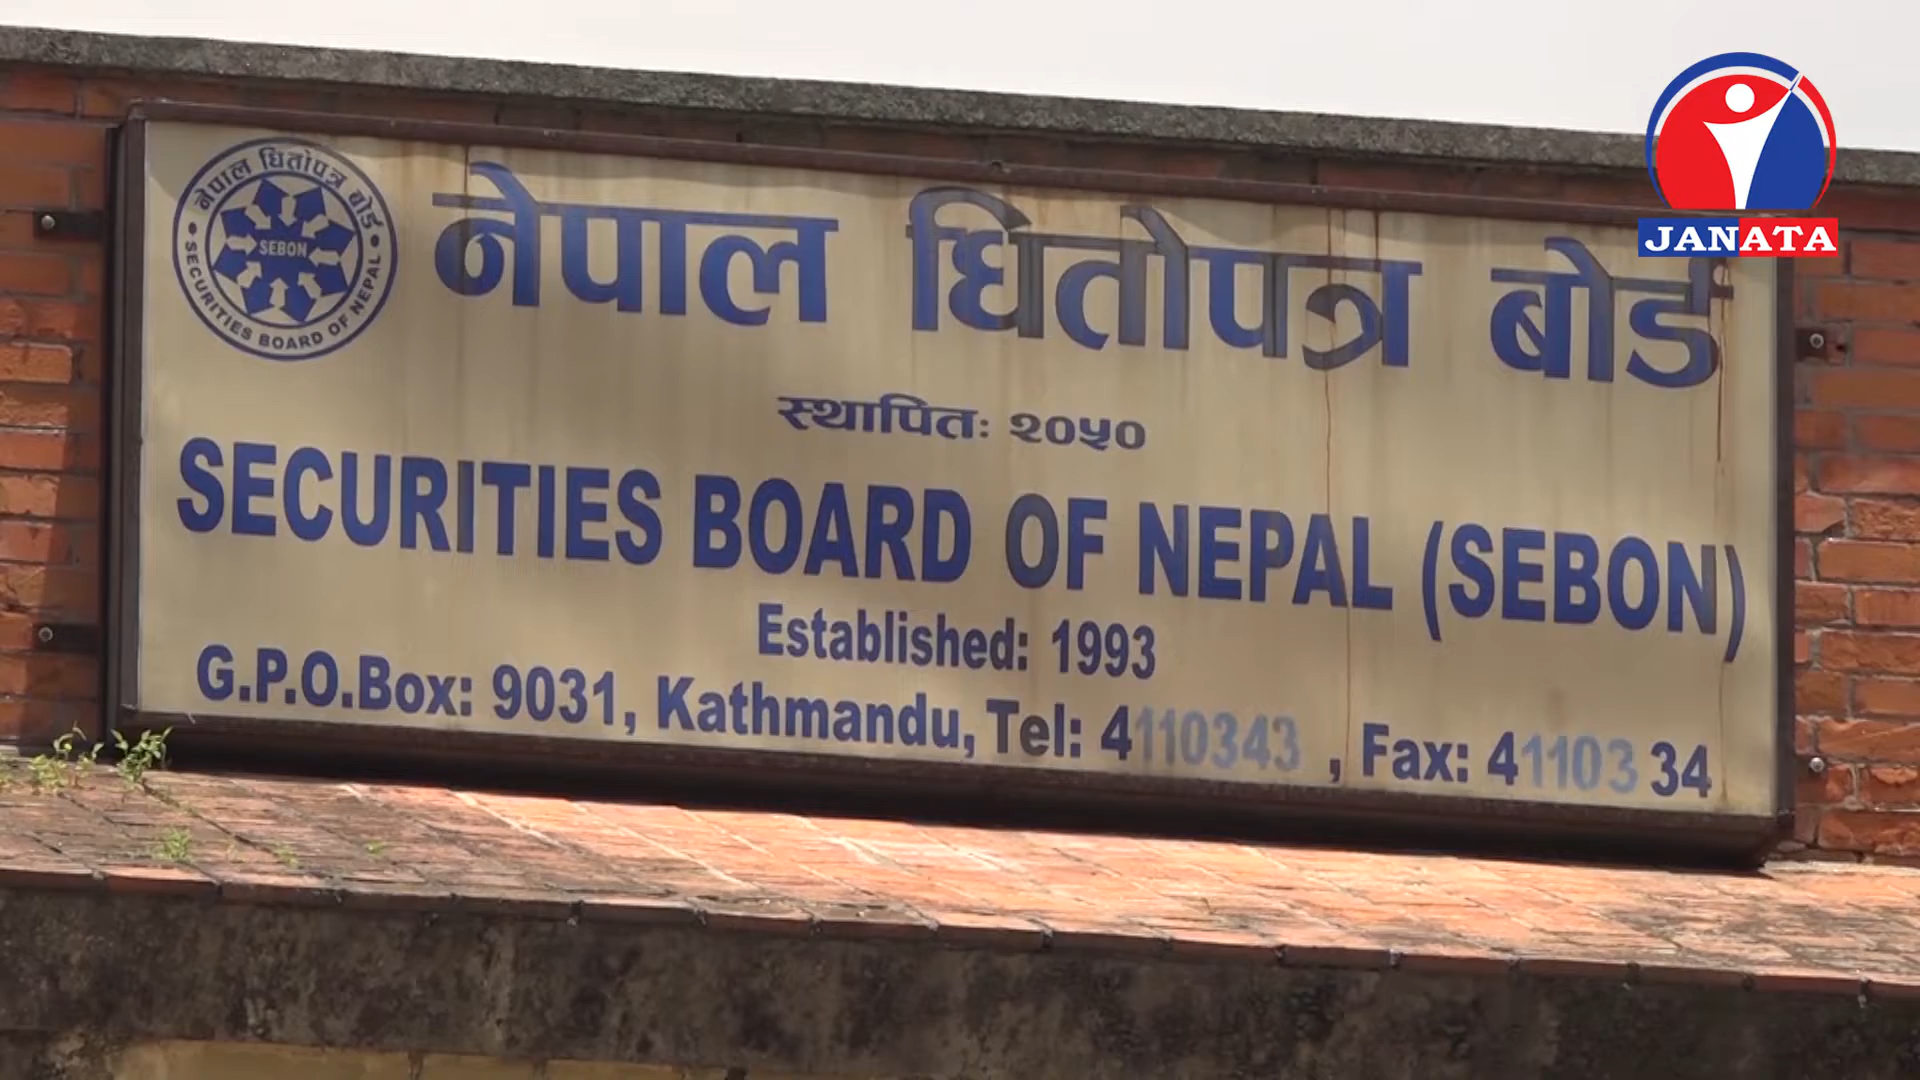 नेपाल धितोपत्र बोर्ड
SEBON
SECURITIES BOARD OF NEPAL
नेपाल धितोपत्र बोर्ड
स्थापितः २०५०
SECURITIES BOARD OF NEPAL (SEBON)
Established: 1993
G.P.O.Box: 9031, Kathmandu, Tel: 4110343 , Fax: 4110334
JANATA